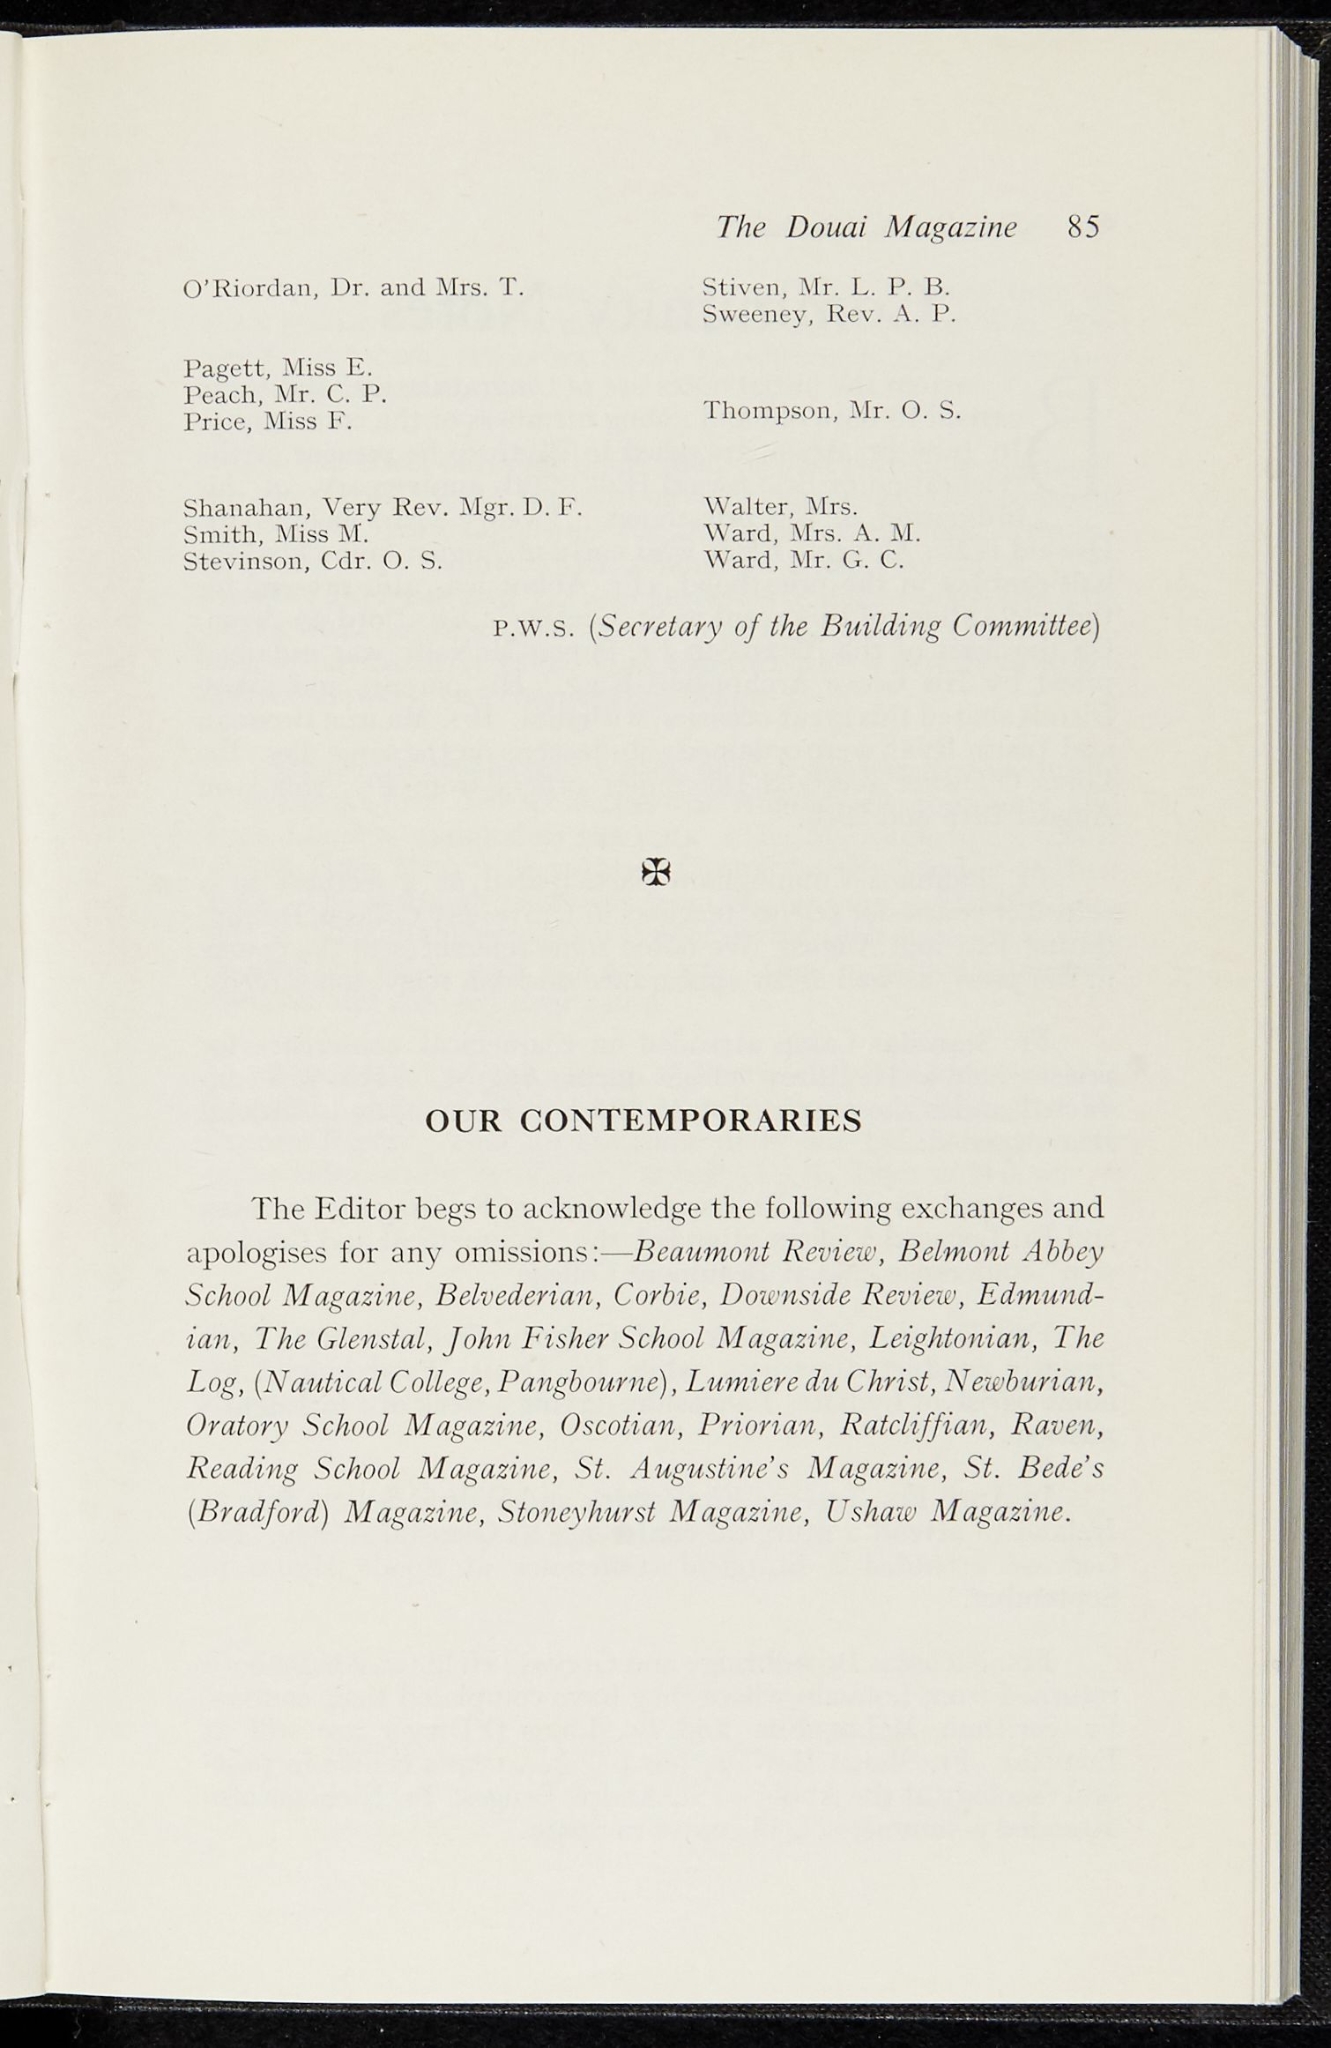 The Douai Magazine 85
O'Riordan, Dr. and Mrs. T.
Pagett, Miss E.
Peach, Mr. C. P.
Price, Miss F.
Shanahan, Very Rev. Mgr. D. F.
Smith, Miss M.
Stevinson, Cdr. O. S.
Stiven, Mr. L. P. B.
Sweeney, Rev. A. P.
Thompson, Mr. O. S.
Walter, Mrs.
Ward, Mrs. A. M.
Ward, Mr. G. C.
P.W.S. (Secretary of the Building Committee)
OUR CONTEMPORARIES
The Editor begs to acknowledge the following exchanges and
apologises for any omissions:—Beaumont Review, Belmont Abbey
School Magazine, Belvederian, Corbie, Downside Review, Edmund-
ian, The Glenstal, John Fisher School Magazine, Leightonian, The
Log, (Nautical College, Pangbourne), Lumiere du Christ, Newburian,
Oratory School Magazine, Oscotian, Priorian, Ratcliffian, Raven,
Reading School Magazine, St. Augustine's Magazine, St. Bede's
(Bradford) Magazine, Stoneyhurst Magazine, Ushaw Magazine.